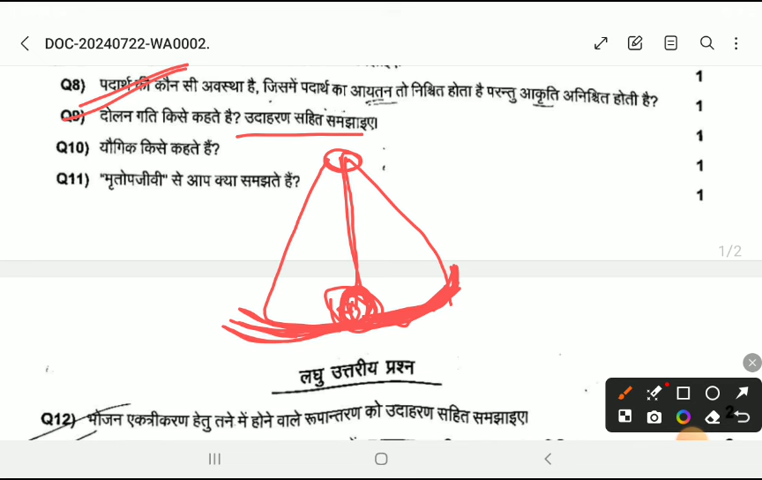 DOC-20240722-WA0002.
1
Q8) पदार्थ की कौन सी अवस्था है, जिसमें पदार्थ का आयतन तो निश्चित होता है परन्तु आकृति अनिश्चित होती है?
1
Q9) दोलन गति किसे कहते है? उदाहरण सहित समझाइए।
1
Q10) यौगिक किसे कहते हैं?
1
Q11) "मृतोपजीवी" से आप क्या समझते हैं?
1
1/2
लघु उत्तरीय प्रश्न
Q12) भोजन एकत्रीकरण हेतु तने में होने वाले रूपान्तरण को उदाहरण सहित समझाइए।
2